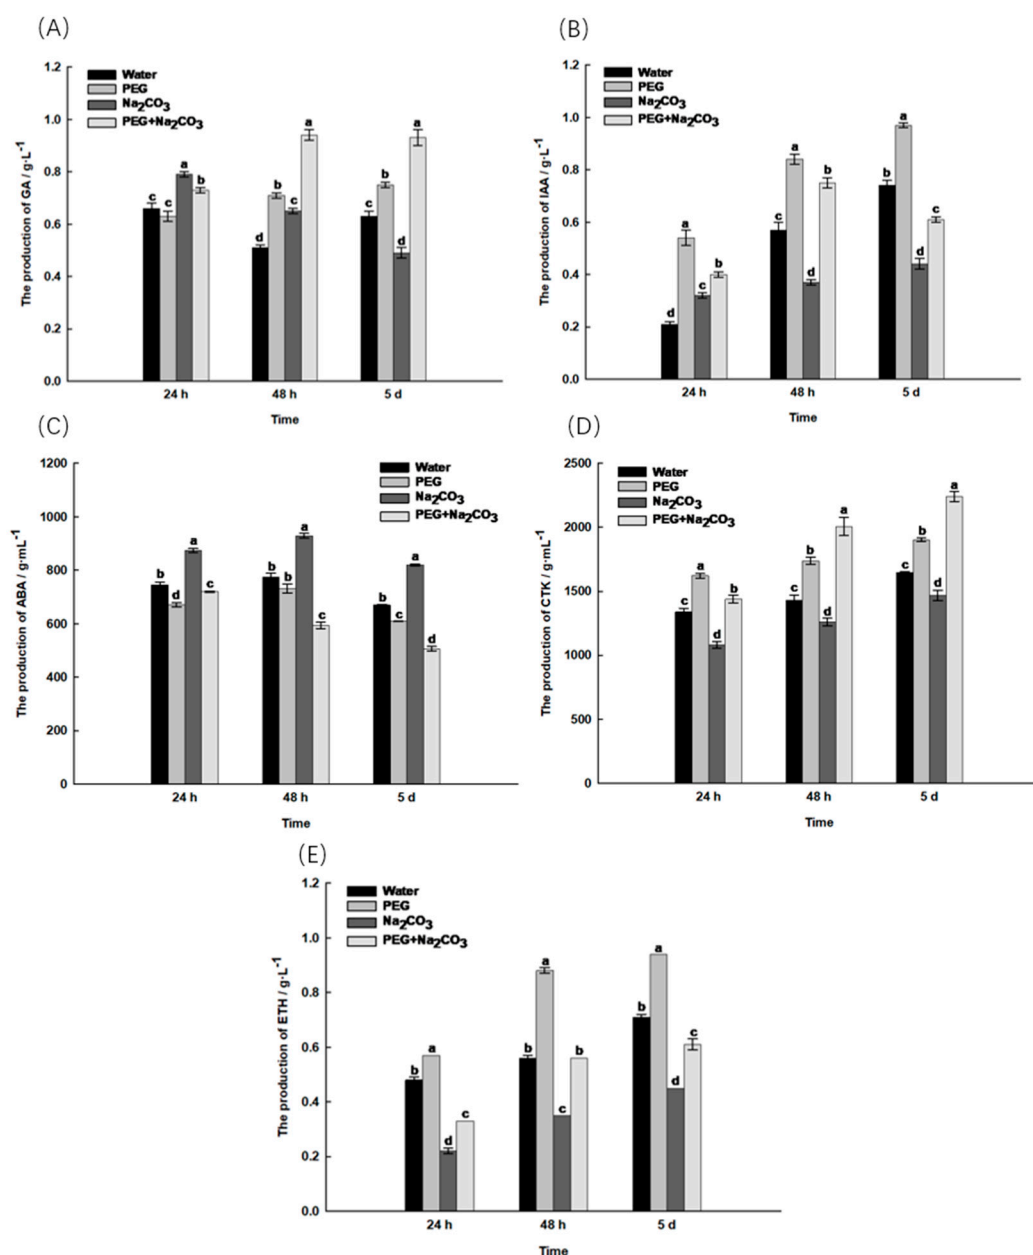 (A)
The production of GA / g·L⁻¹
1.2
1.0
0.8
0.6
0.4
0.2
0.0
Water
PEG
Na₂CO₃
PEG+Na₂CO₃
c c a b
d b c a
c b d a
24 h 48 h 5 d
Time
(B)
The production of IAA / g·L⁻¹
1.2
1.0
0.8
0.6
0.4
0.2
0.0
Water
PEG
Na₂CO₃
PEG+Na₂CO₃
d a c b
c a d b
b a d c
24 h 48 h 5 d
Time
(C)
The production of ABA / g·mL⁻¹
1200
1000
800
600
400
200
0
Water
PEG
Na₂CO₃
PEG+Na₂CO₃
b d a c
b b a c
b c a d
24 h 48 h 5 d
Time
(D)
The production of CTK / g·mL⁻¹
2500
2000
1500
1000
500
0
Water
PEG
Na₂CO₃
PEG+Na₂CO₃
c a d b
c b d a
c b d a
24 h 48 h 5 d
Time
(E)
The production of ETH / g·L⁻¹
1.2
1.0
0.8
0.6
0.4
0.2
0.0
Water
PEG
Na₂CO₃
PEG+Na₂CO₃
b a d c
b a c b
b a d c
24 h 48 h 5 d
Time